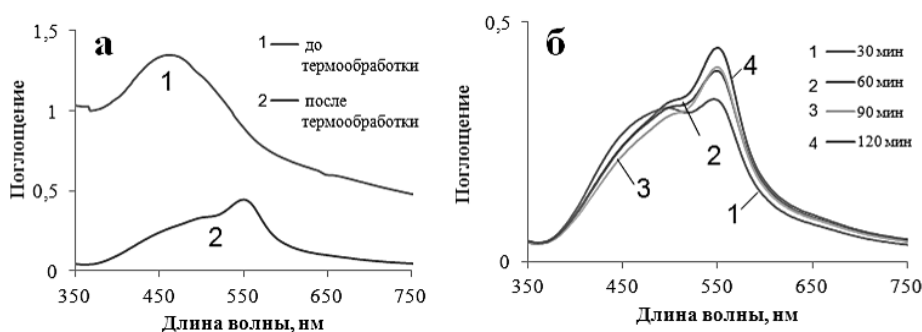 а
1,5
1
0,5
0
Поглощение
1 до
термообработки
2 после
термообработки
1
2
350 450 550 650 750
Длина волны, нм
б
0,5
0
Поглощение
1 30 мин
2 60 мин
3 90 мин
4 120 мин
4
2
3
1
350 450 550 650 750
Длина волны, нм